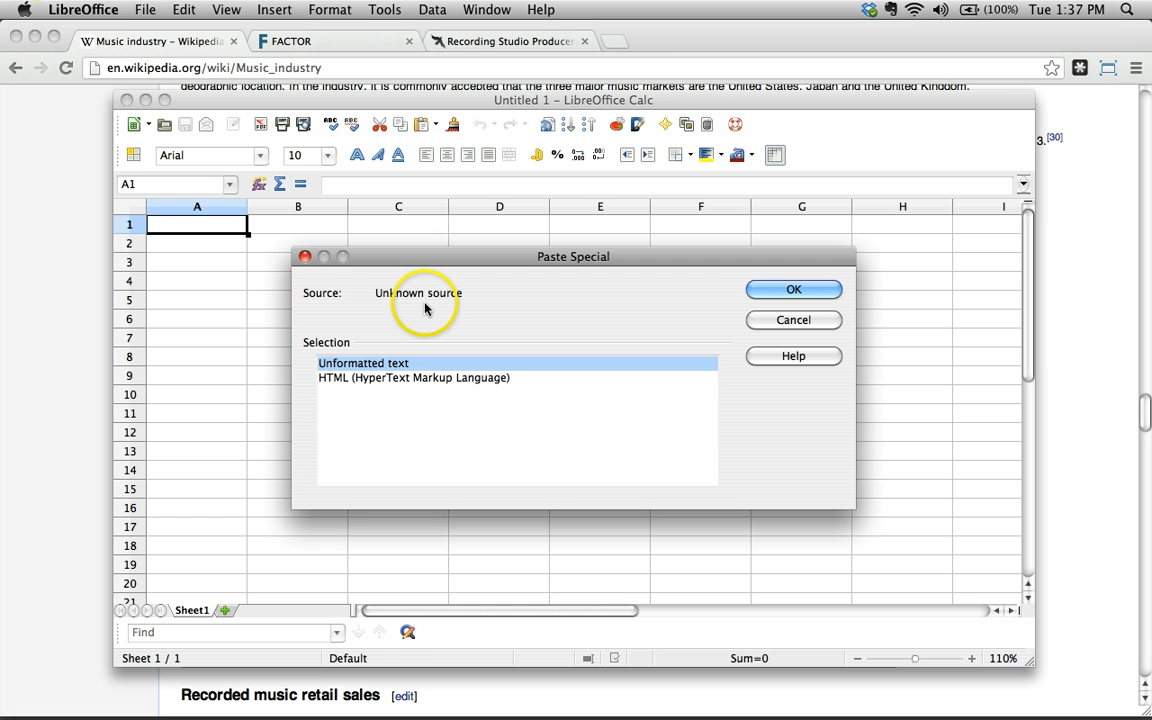 LibreOffice File Edit View Insert Format Tools Data Window Help (100%) Tue 1:37 PM
W Music industry – Wikipedia FACTOR Recording Studio Producer
en.wikipedia.org/wiki/Music_industry
geographic location. In the industry, it is commonly accepted that the three major music markets are the United States, Japan and the United Kingdom.
Untitled 1 – LibreOffice Calc
3.[30]
Arial 10
A1
A B C D E F G H I
1
2
Paste Special
3
Source: Unknown source OK
4
5
6
Cancel
7
Selection
Help
8
Unformatted text
9
HTML (HyperText Markup Language)
10
11
12
13
14
15
16
17
18
19
20
21
Sheet1
Find
Sheet 1 / 1 Default Sum=0 110%
Recorded music retail sales [edit]